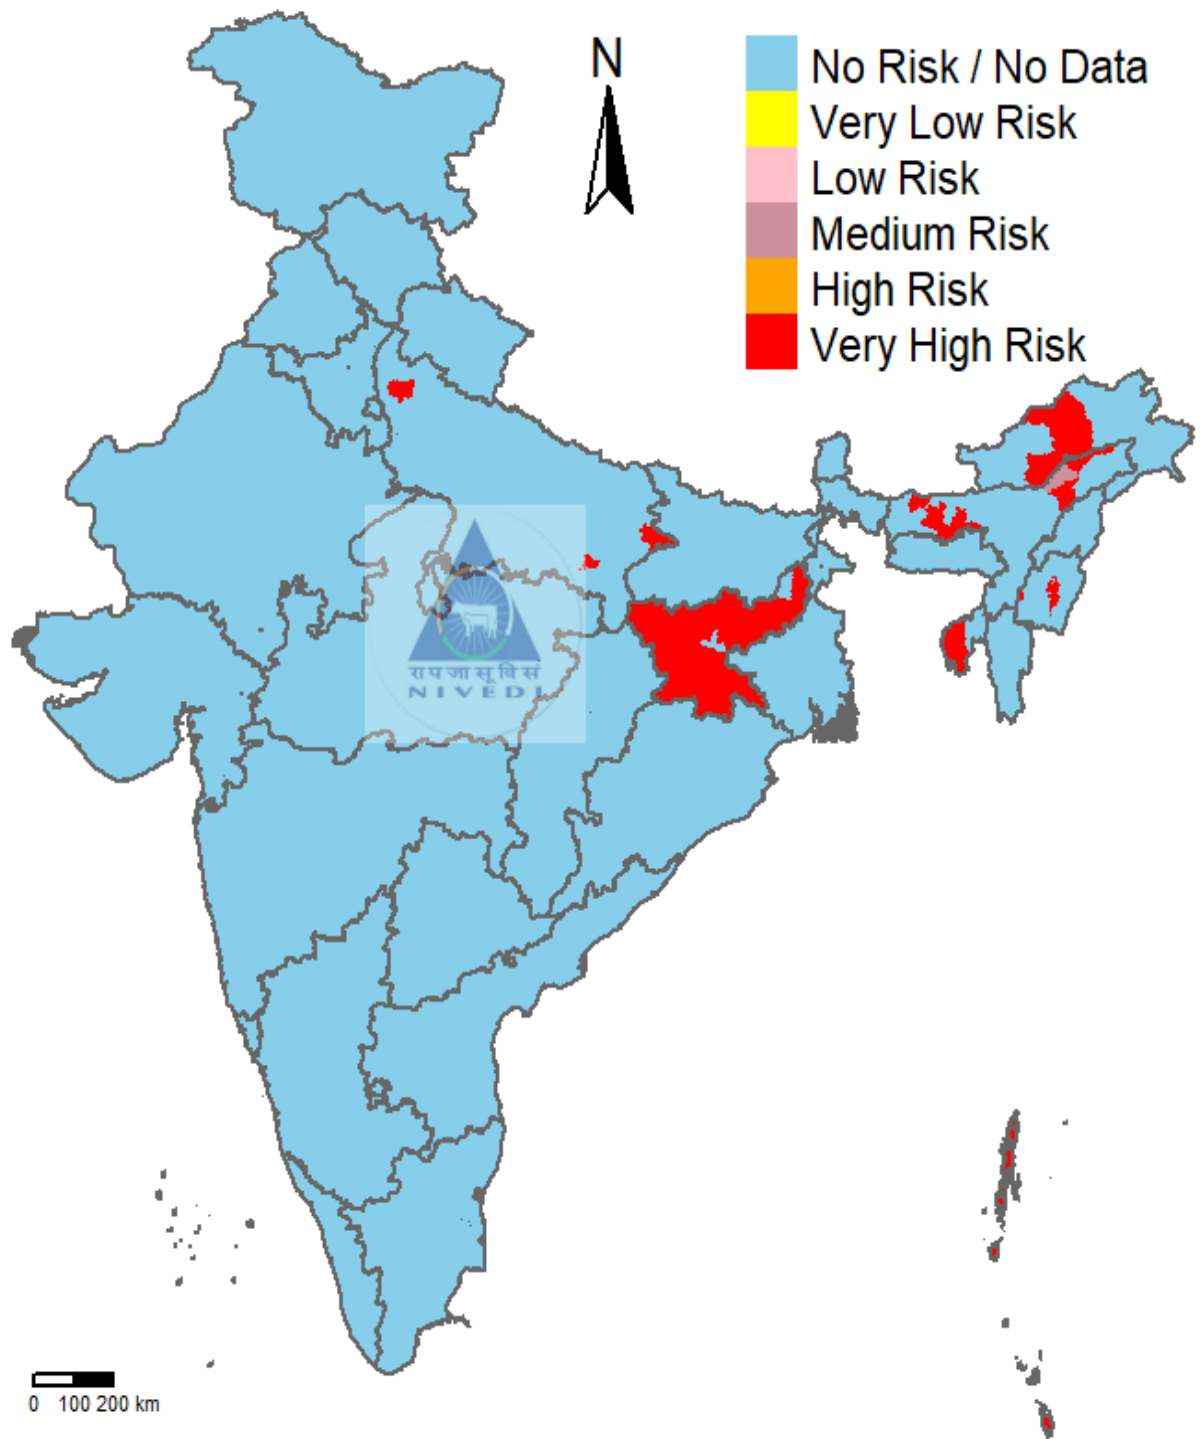 N
No Risk / No Data
Very Low Risk
Low Risk
Medium Risk
High Risk
Very High Risk
रापजासूविसं
NIVEDI
0 100 200 km